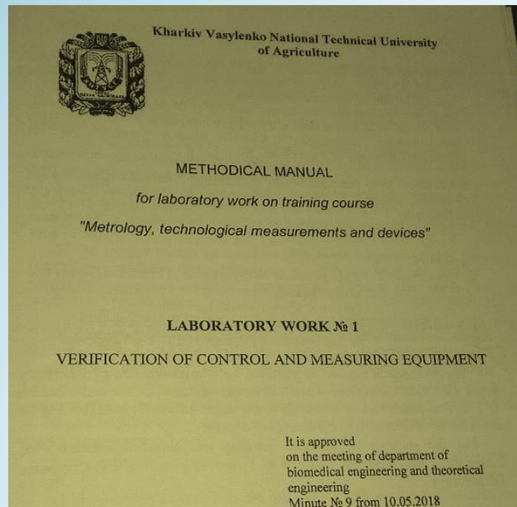 Kharkiv Vasylenko National Technical University
of Agriculture
METHODICAL MANUAL
for laboratory work on training course
"Metrology, technological measurements and devices"
LABORATORY WORK № 1
VERIFICATION OF CONTROL AND MEASURING EQUIPMENT
It is approved
on the meeting of department of
biomedical engineering and theoretical
engineering
Minute № 9 from 10.05.2018